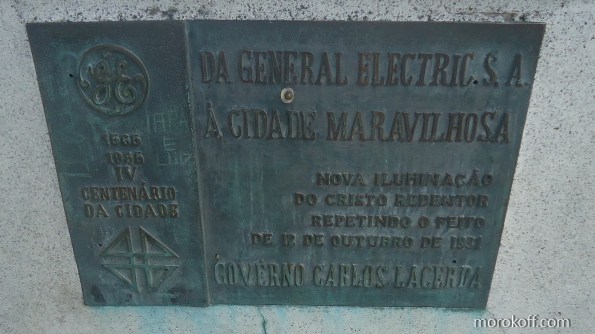 GE
1565
1965
IV
CENTENÁRIO
DA CIDADE
DA GENERAL ELECTRIC. S. A.
À CIDADE MARAVILHOSA
NOVA ILUMINAÇÃO
DO CRISTO REDENTOR
REPETINDO O FEITO
DE 12 DE OUTUBRO DE 1931
GOVERNO CARLOS LACERDA
morokoff.com